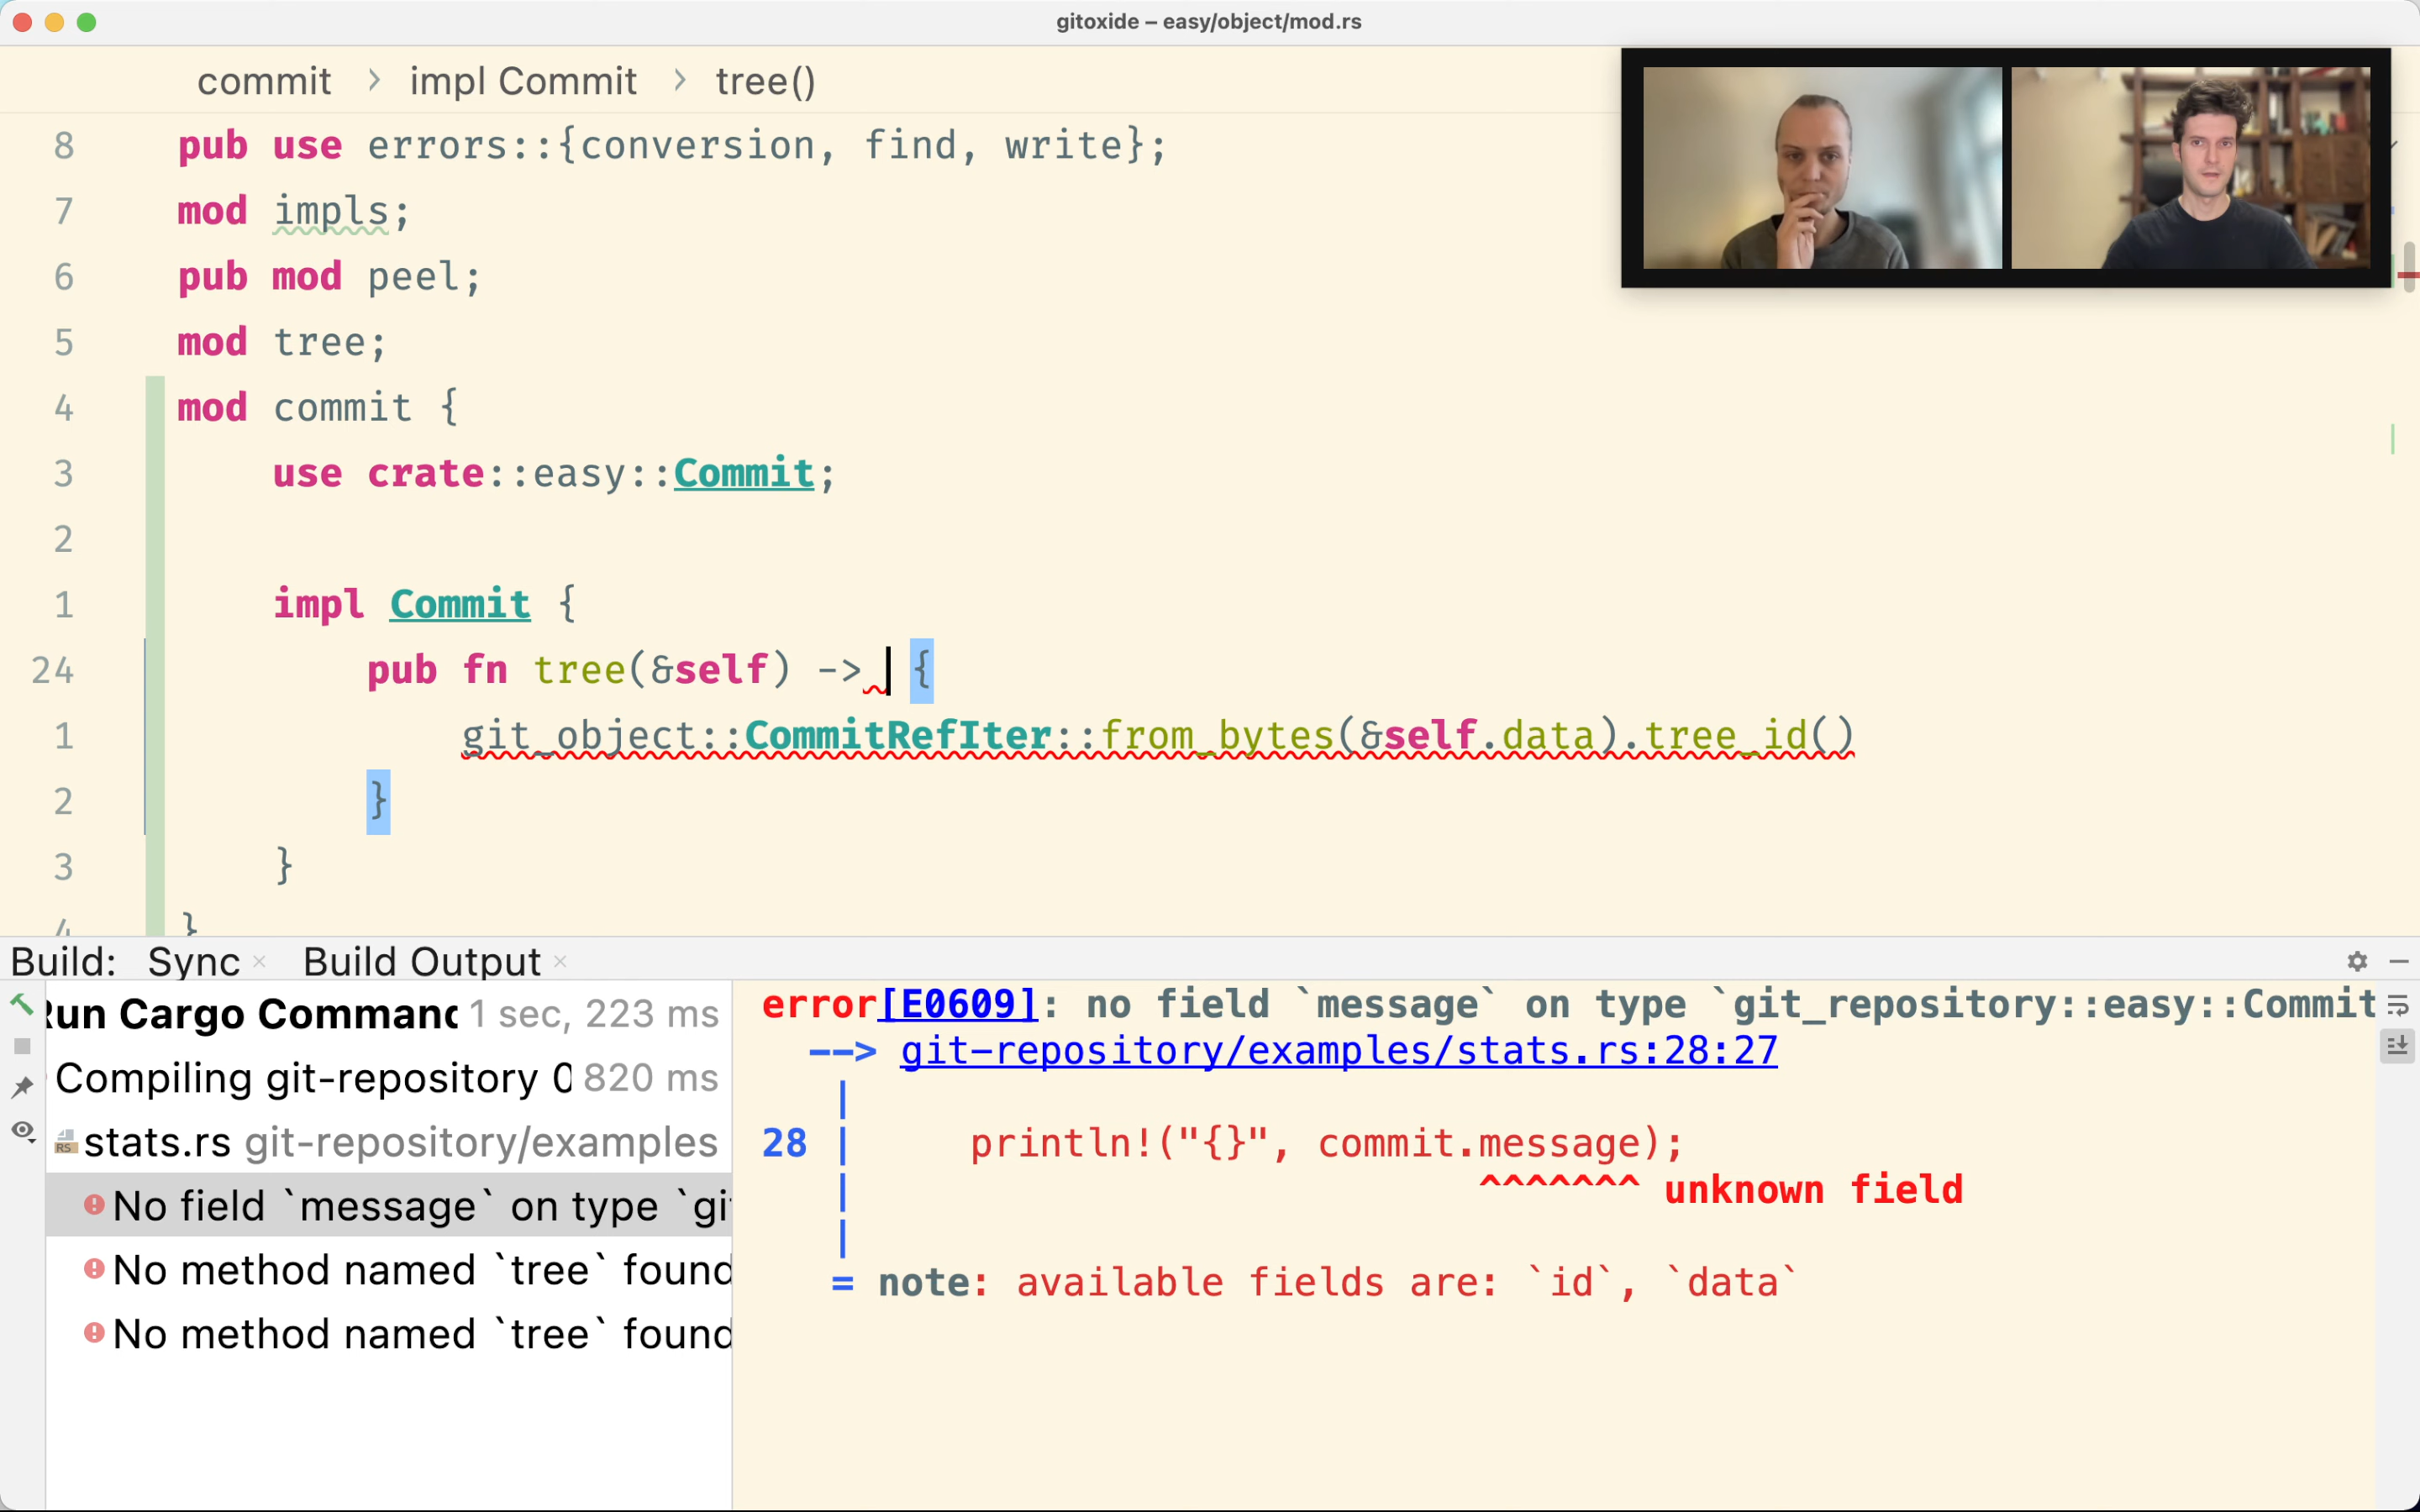 gitoxide – easy/object/mod.rs
commit > impl Commit > tree()
8 pub use errors::{conversion, find, write};
7 mod impls;
6 pub mod peel;
5 mod tree;
4 mod commit {
3 use crate::easy::Commit;
2
1 impl Commit {
24 pub fn tree(&self) -> {
1 git_object::CommitRefIter::from_bytes(&self.data).tree_id()
2 }
3 }
4 }
Build: Sync × Build Output ×
Run Cargo Command 1 sec, 223 ms
Compiling git-repository 0 820 ms
stats.rs git-repository/examples
No field `message` on type `gi
No method named `tree` found
No method named `tree` found
error[E0609]: no field `message` on type `git_repository::easy::Commit
--> git-repository/examples/stats.rs:28:27
|
28 | println!("{}", commit.message);
| ^^^^^^^ unknown field
|
= note: available fields are: `id`, `data`